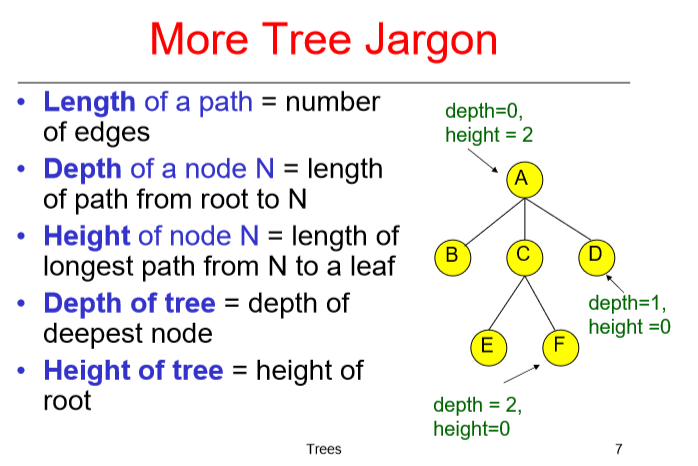 More Tree Jargon
• Length of a path = number
of edges
• Depth of a node N = length
of path from root to N
• Height of node N = length of
longest path from N to a leaf
• Depth of tree = depth of
deepest node
• Height of tree = height of
root
depth=0,
height = 2
A
B
C
D
depth=1,
height =0
E
F
depth = 2,
height=0
Trees
7